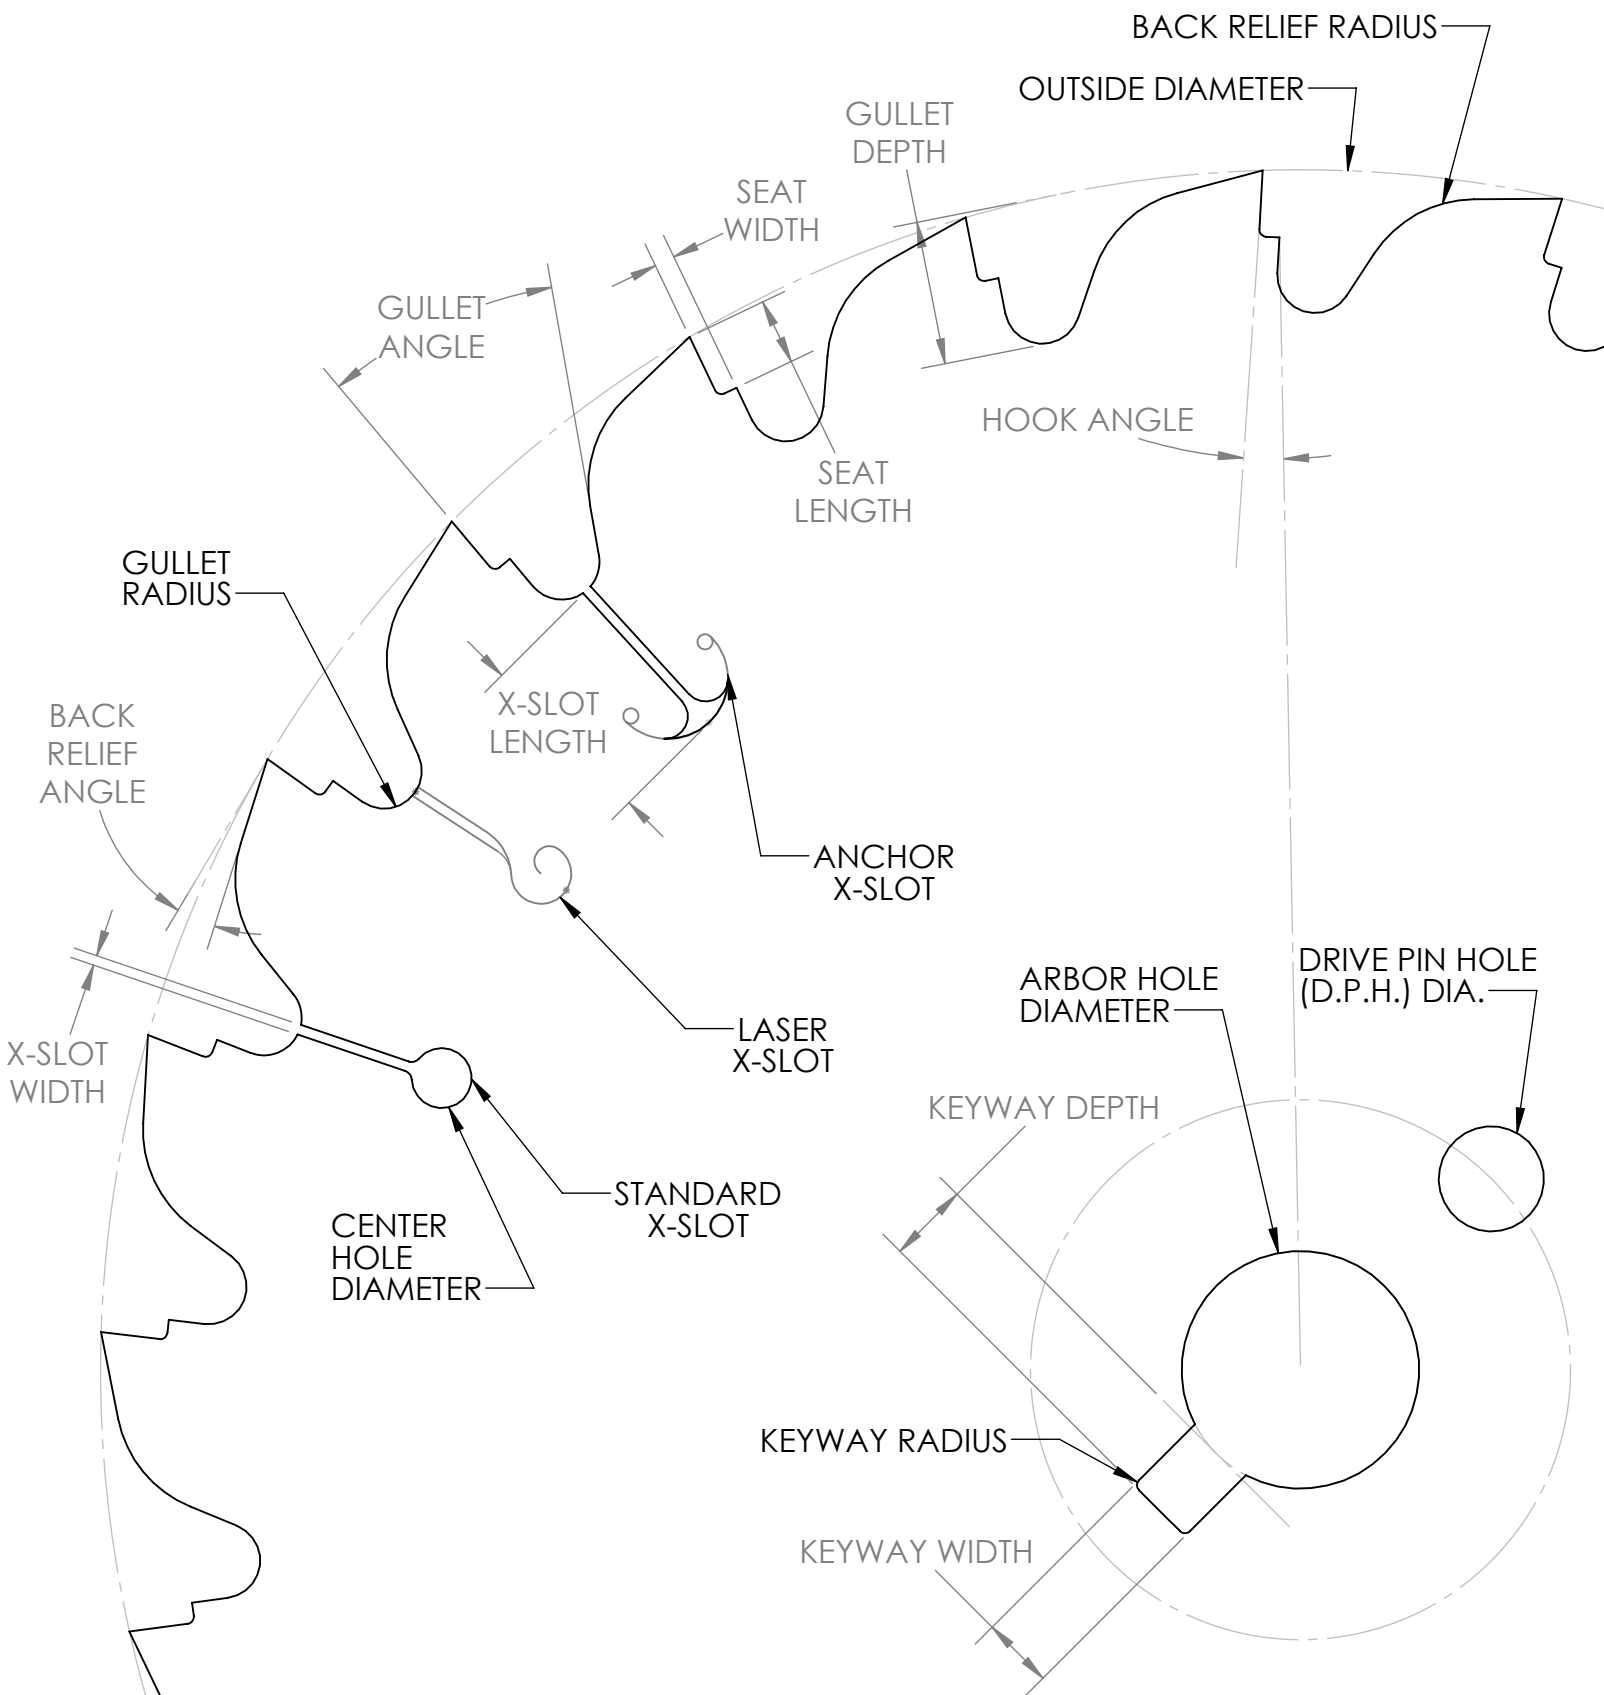 BACK RELIEF RADIUS
OUTSIDE DIAMETER
GULLET
DEPTH
SEAT
WIDTH
GULLET
ANGLE
HOOK ANGLE
SEAT
LENGTH
GULLET
RADIUS
X-SLOT
LENGTH
BACK
RELIEF
ANGLE
ANCHOR
X-SLOT
LASER
X-SLOT
ARBOR HOLE
DIAMETER
DRIVE PIN HOLE
(D.P.H.) DIA.
X-SLOT
WIDTH
KEYWAY DEPTH
STANDARD
X-SLOT
CENTER
HOLE
DIAMETER
KEYWAY RADIUS
KEYWAY WIDTH